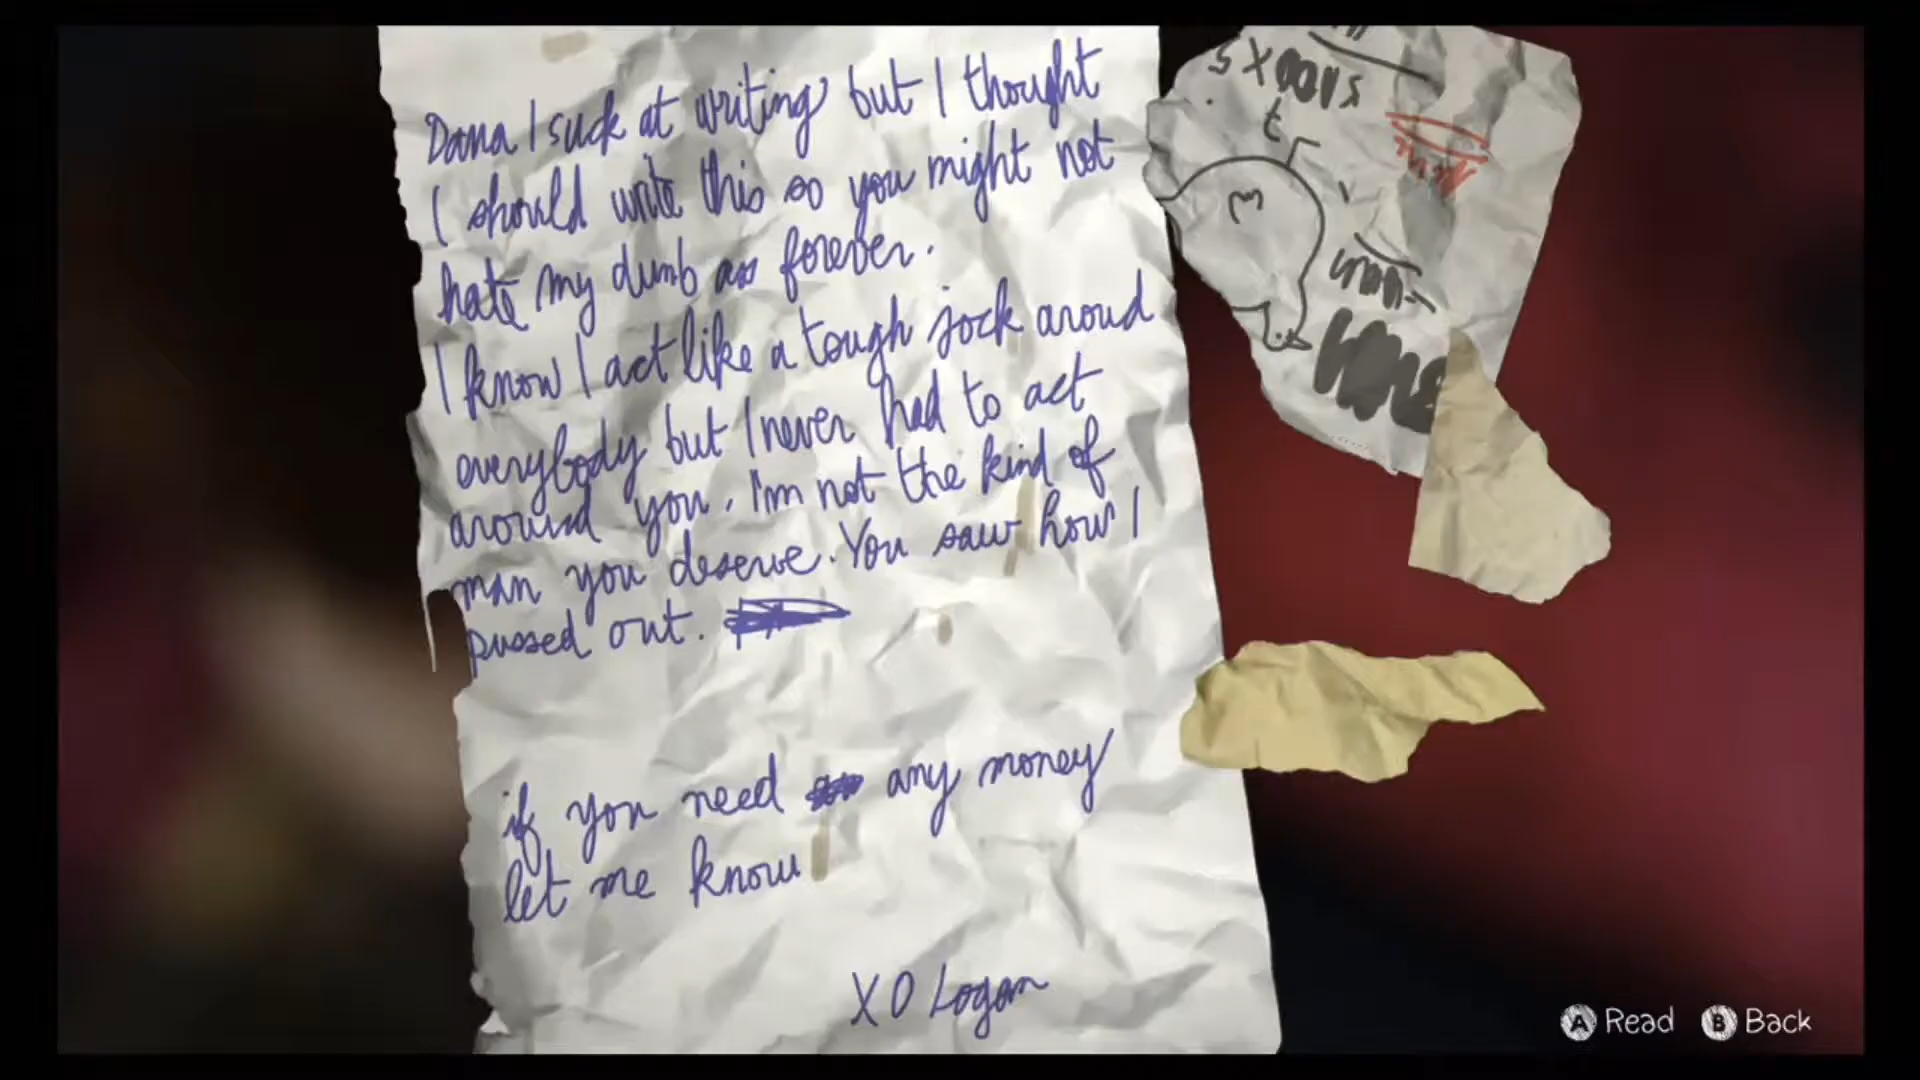 Dana I suck at writing but I thought
I should write this so you might not
hate my dumb ass forever.
I know I act like a tough jock aroud
everybody but I never had to act
around you. I'm not the kind of
man you deserve. You saw how I
pussed out.
if you need any money
let me know
XO Logan
A Read B Back